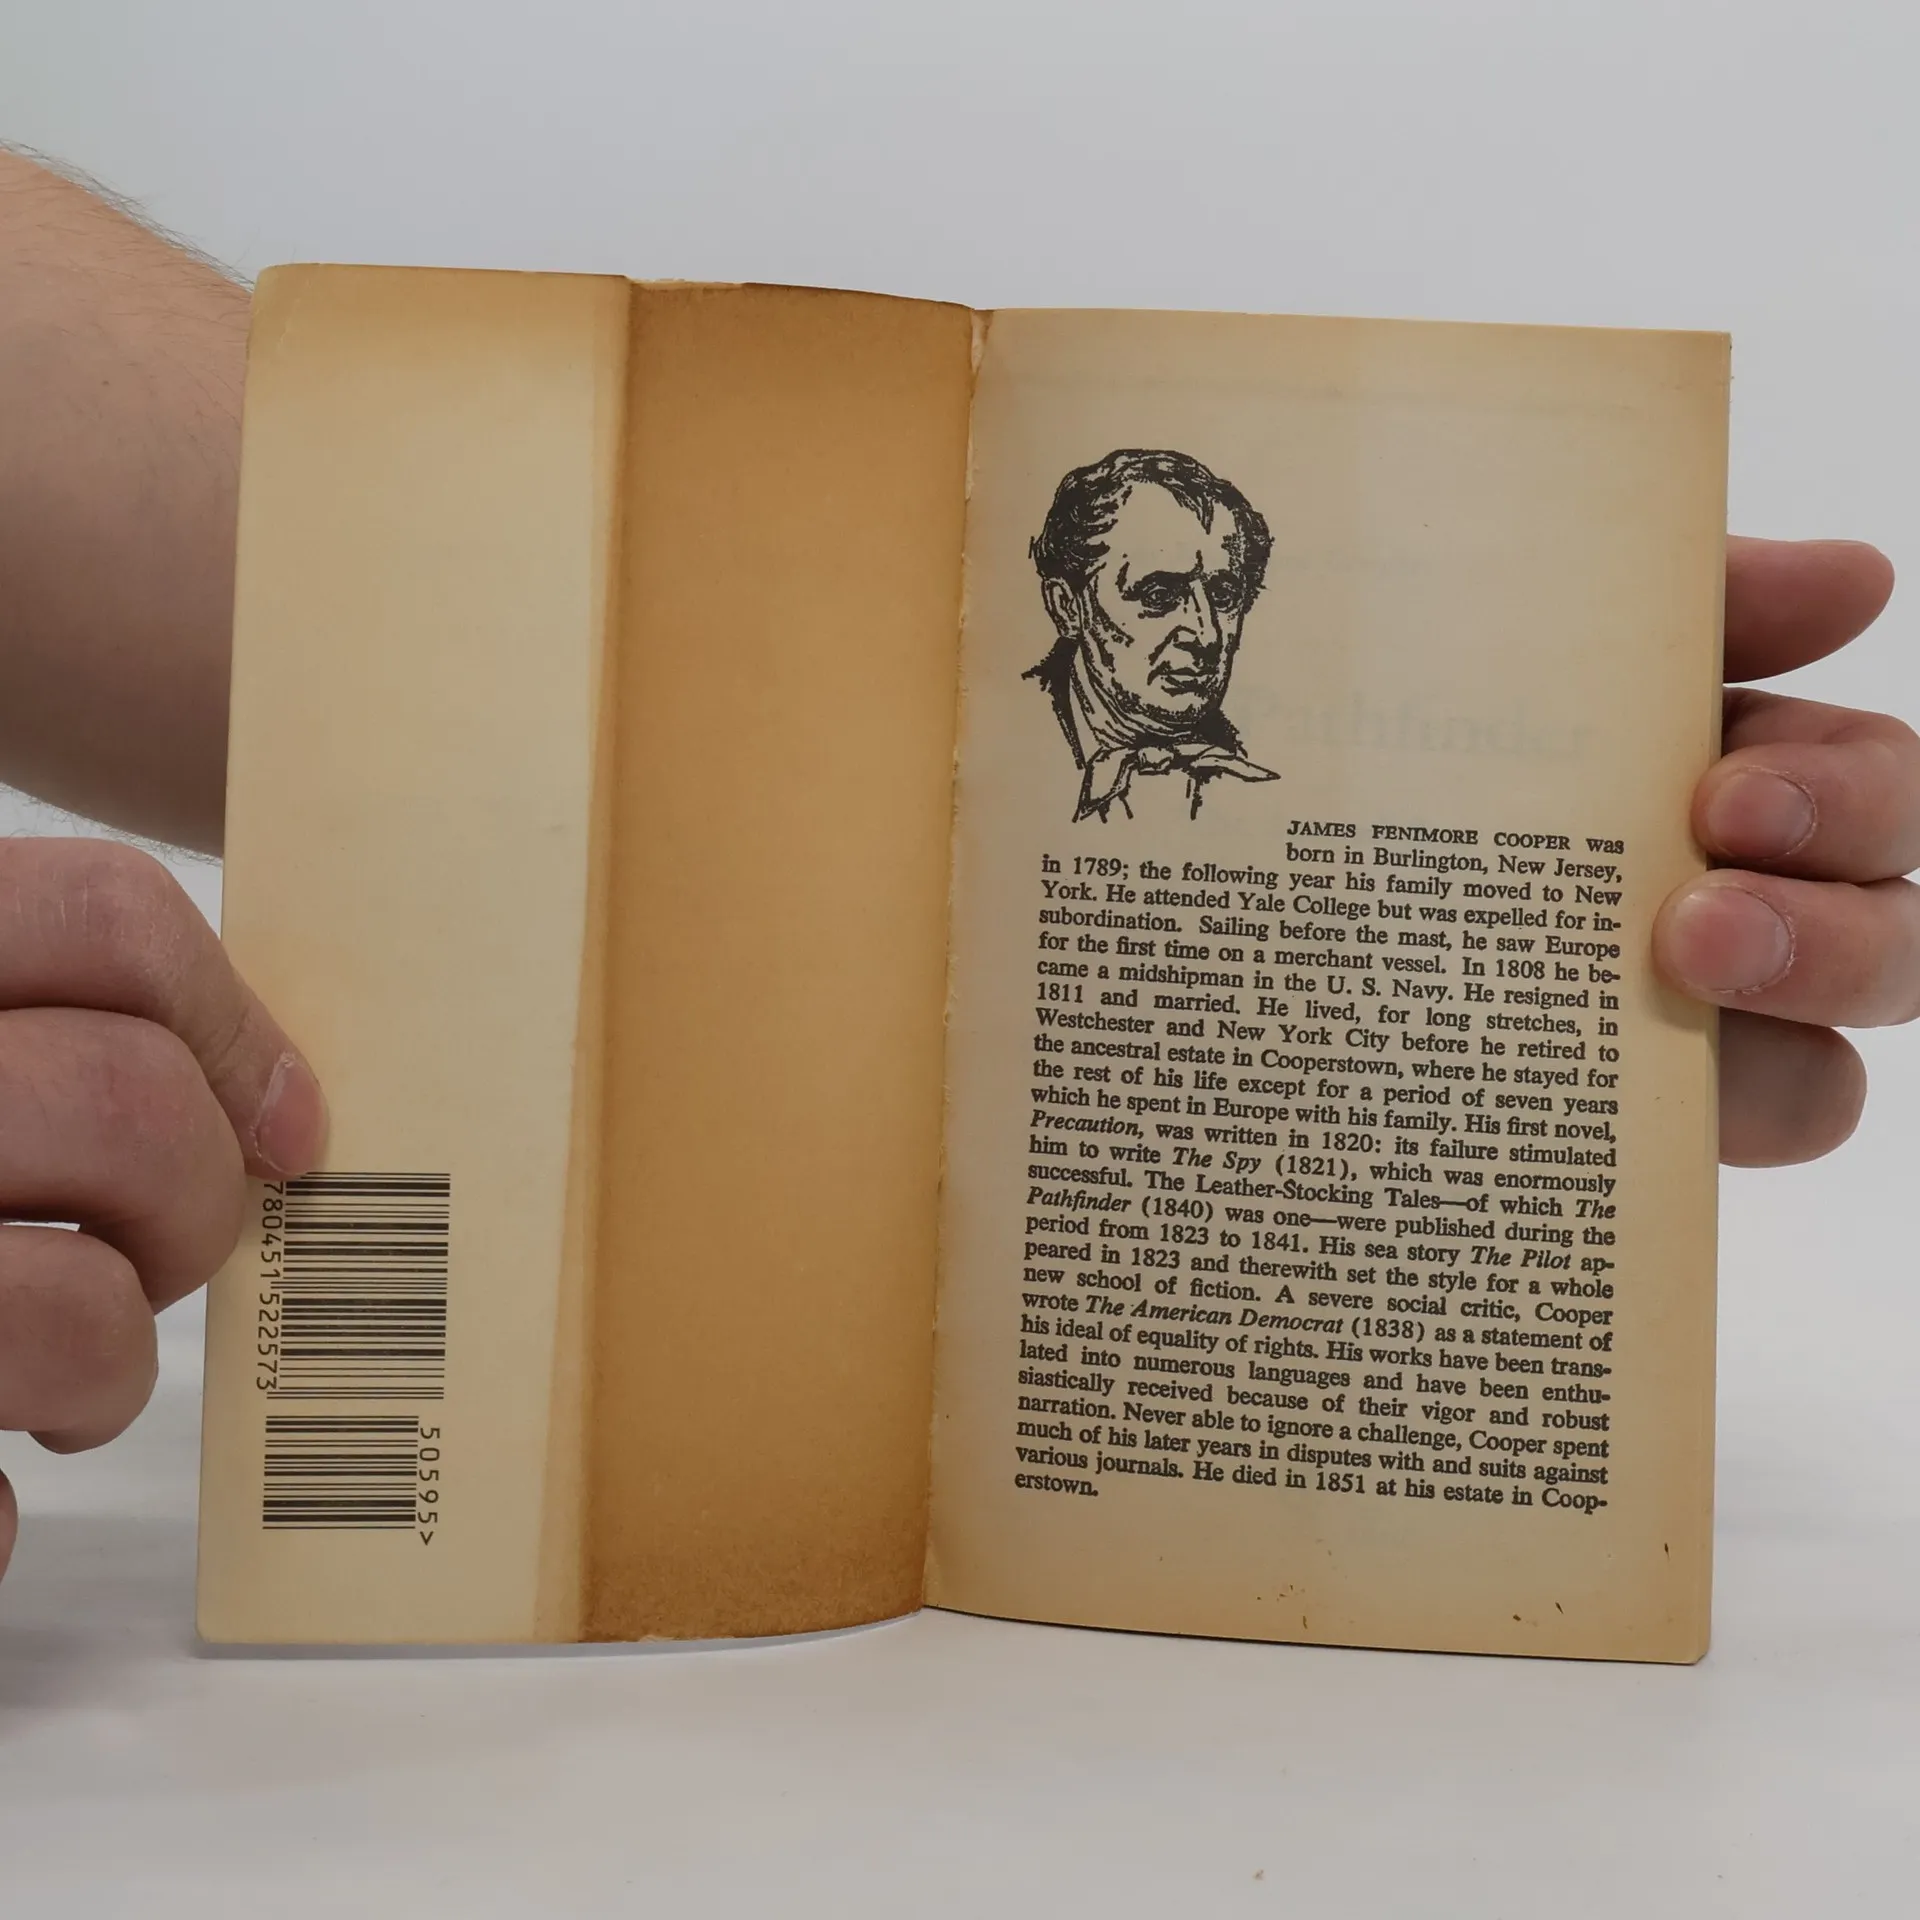 780451522573
50595>
JAMES FENIMORE COOPER was
born in Burlington, New Jersey,
in 1789; the following year his family moved to New
York. He attended Yale College but was expelled for in-
subordination. Sailing before the mast, he saw Europe
for the first time on a merchant vessel. In 1808 he be-
came a midshipman in the U. S. Navy. He resigned in
1811 and married. He lived, for long stretches, in
Westchester and New York City before he retired to
the ancestral estate in Cooperstown, where he stayed for
the rest of his life except for a period of seven years
which he spent in Europe with his family. His first novel,
Precaution, was written in 1820: its failure stimulated
him to write The Spy (1821), which was enormously
successful. The Leather-Stocking Tales—of which The
Pathfinder (1840) was one—were published during the
period from 1823 to 1841. His sea story The Pilot ap-
peared in 1823 and therewith set the style for a whole
new school of fiction. A severe social critic, Cooper
wrote The American Democrat (1838) as a statement of
his ideal of equality of rights. His works have been trans-
lated into numerous languages and have been enthu-
siastically received because of their vigor and robust
narration. Never able to ignore a challenge, Cooper spent
much of his later years in disputes with and suits against
various journals. He died in 1851 at his estate in Coop-
erstown.